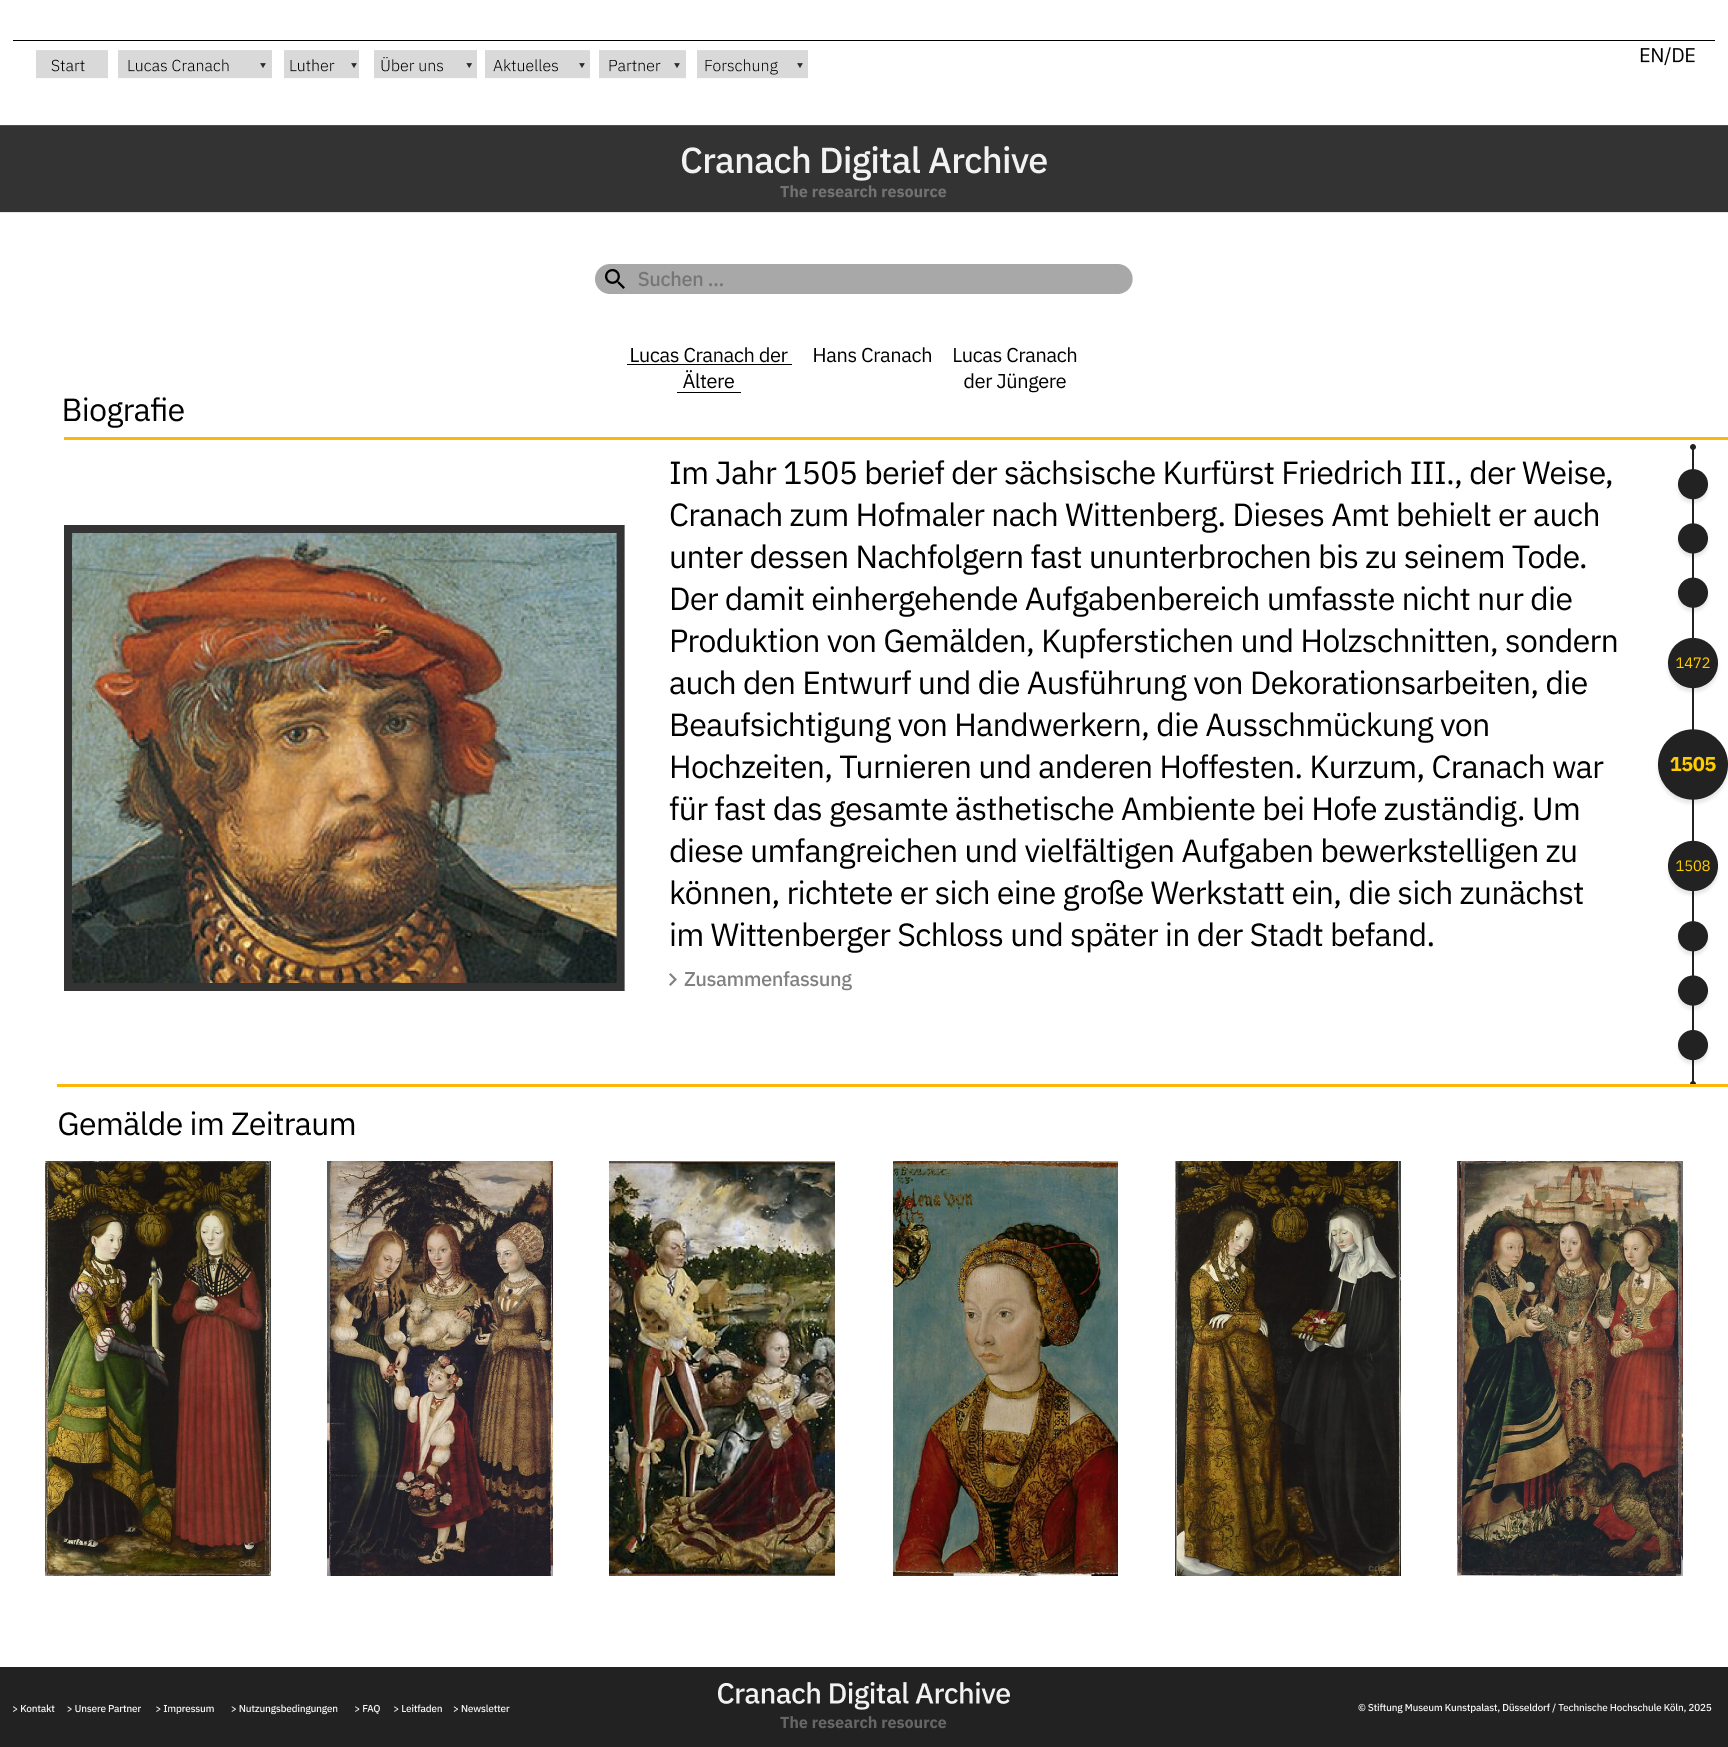 Start Lucas Cranach Luther Über uns Aktuelles Partner Forschung EN/DE
Cranach Digital Archive
The research resource
Suchen ...
Lucas Cranach der
Ältere
Hans Cranach
Lucas Cranach
der Jüngere
Biografie
Im Jahr 1505 berief der sächsische Kurfürst Friedrich III., der Weise,
Cranach zum Hofmaler nach Wittenberg. Dieses Amt behielt er auch
unter dessen Nachfolgern fast ununterbrochen bis zu seinem Tode.
Der damit einhergehende Aufgabenbereich umfasste nicht nur die
Produktion von Gemälden, Kupferstichen und Holzschnitten, sondern
auch den Entwurf und die Ausführung von Dekorationsarbeiten, die
Beaufsichtigung von Handwerkern, die Ausschmückung von
Hochzeiten, Turnieren und anderen Hoffesten. Kurzum, Cranach war
für fast das gesamte ästhetische Ambiente bei Hofe zuständig. Um
diese umfangreichen und vielfältigen Aufgaben bewerkstelligen zu
können, richtete er sich eine große Werkstatt ein, die sich zunächst
im Wittenberger Schloss und später in der Stadt befand.
> Zusammenfassung
1472
1505
1508
Gemälde im Zeitraum
> Kontakt > Unsere Partner > Impressum > Nutzungsbedingungen > FAQ > Leitfaden > Newsletter
Cranach Digital Archive
The research resource
© Stiftung Museum Kunstpalast, Düsseldorf / Technische Hochschule Köln, 2025